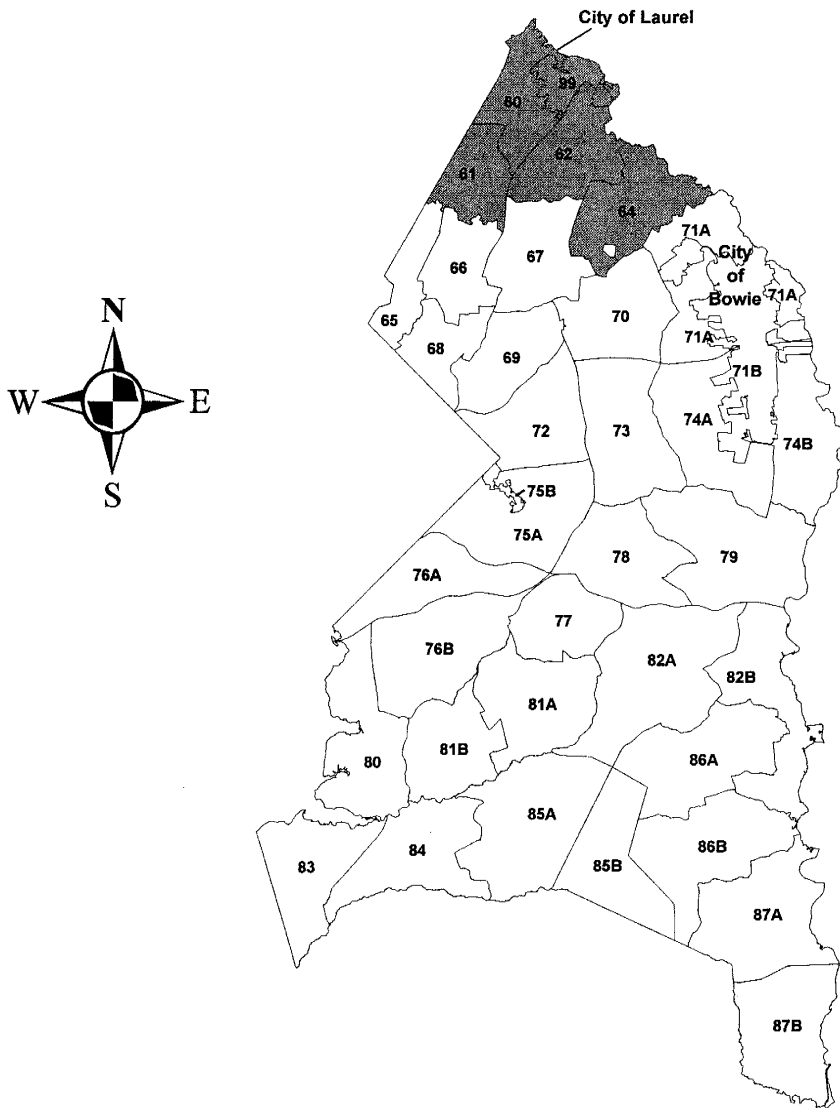 City of Laurel
99
60
62
61
64
71A
City
of
Bowie
67
66
71A
65
70
68
71A
69
71B
74A
72
73
74B
75B
75A
78
79
76A
77
76B
82A
82B
81A
81B
80
86A
85A
84
86B
83
85B
87A
87B
N
W
E
S